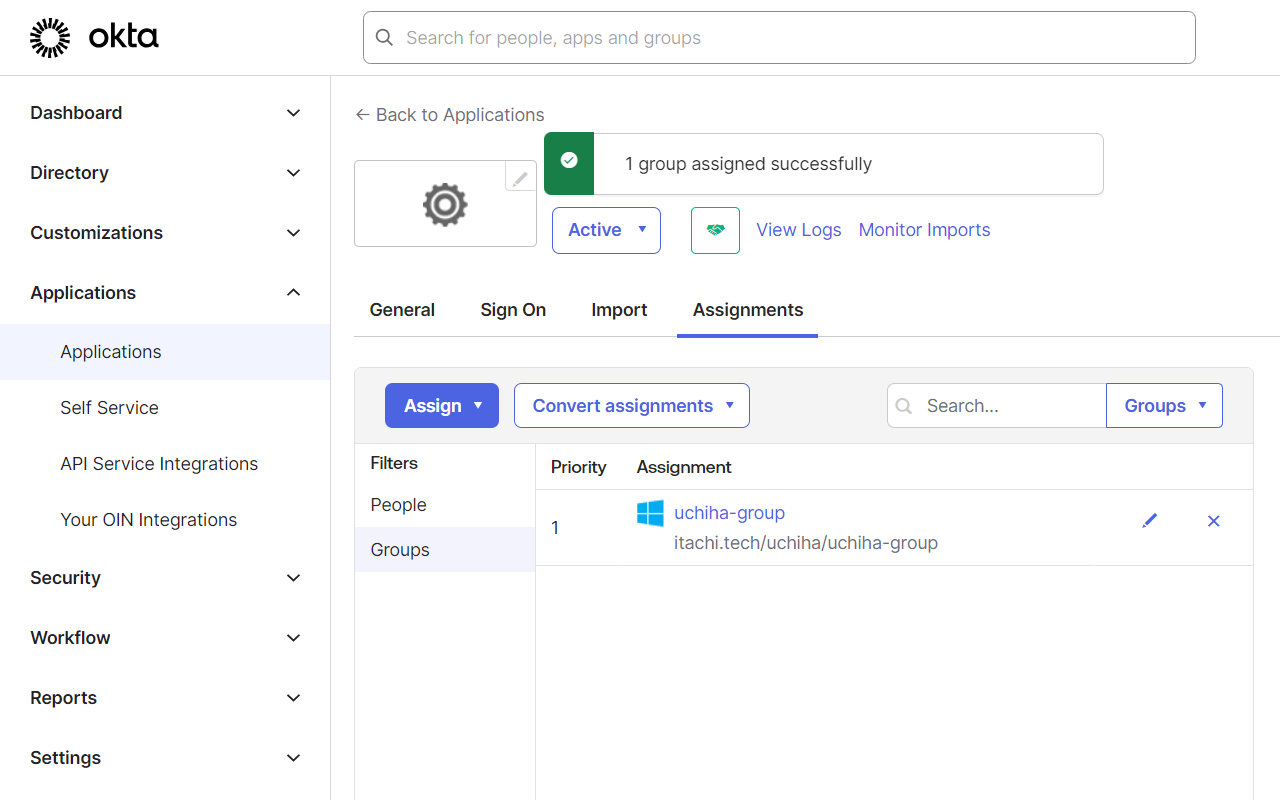 okta
Search for people, apps and groups
Dashboard
Directory
Customizations
Applications
Applications
Self Service
API Service Integrations
Your OIN Integrations
Security
Workflow
Reports
Settings
← Back to Applications
1 group assigned successfully
Active
View Logs
Monitor Imports
General
Sign On
Import
Assignments
Assign
Convert assignments
Search...
Groups
Filters
People
Groups
Priority
Assignment
1
uchiha-group
itachi.tech/uchiha/uchiha-group